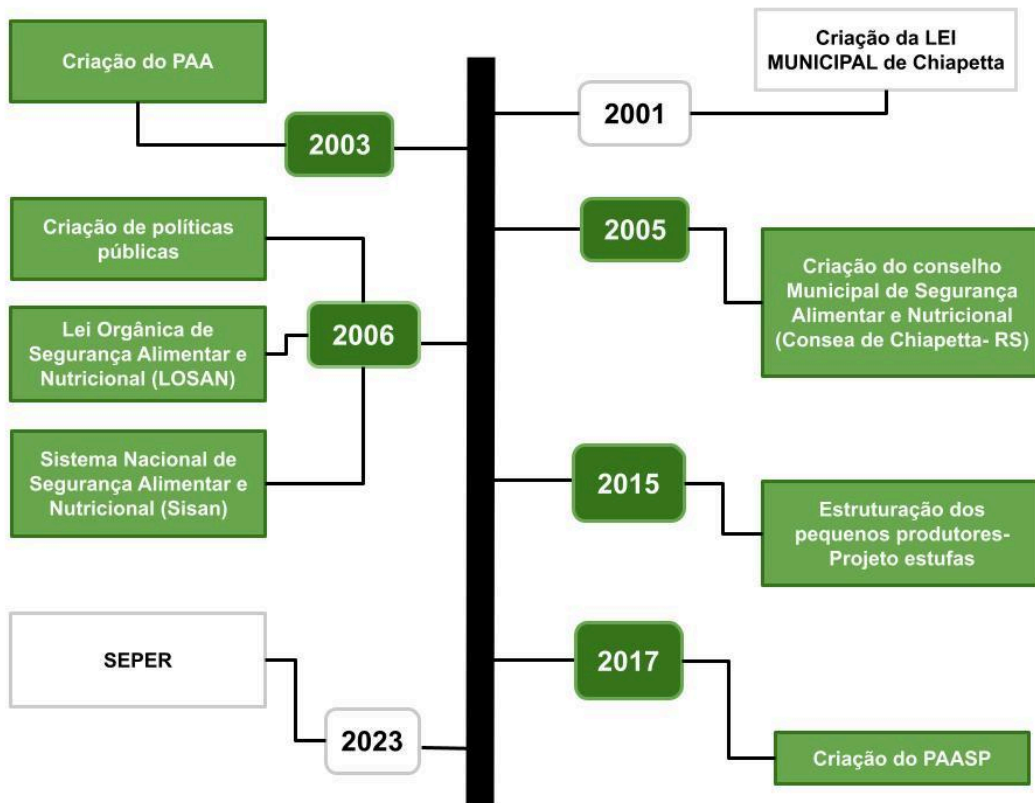 Criação do PAA
2003
Criação da LEI
MUNICIPAL de Chiapetta
2001
Criação de políticas
públicas
Lei Orgânica de
Segurança Alimentar e
Nutricional (LOSAN)
Sistema Nacional de
Segurança Alimentar e
Nutricional (Sisan)
2006
2005
Criação do conselho
Municipal de Segurança
Alimentar e Nutricional
(Consea de Chiapetta- RS)
2015
Estruturação dos
pequenos produtores-
Projeto estufas
SEPER
2023
2017
Criação do PAASP